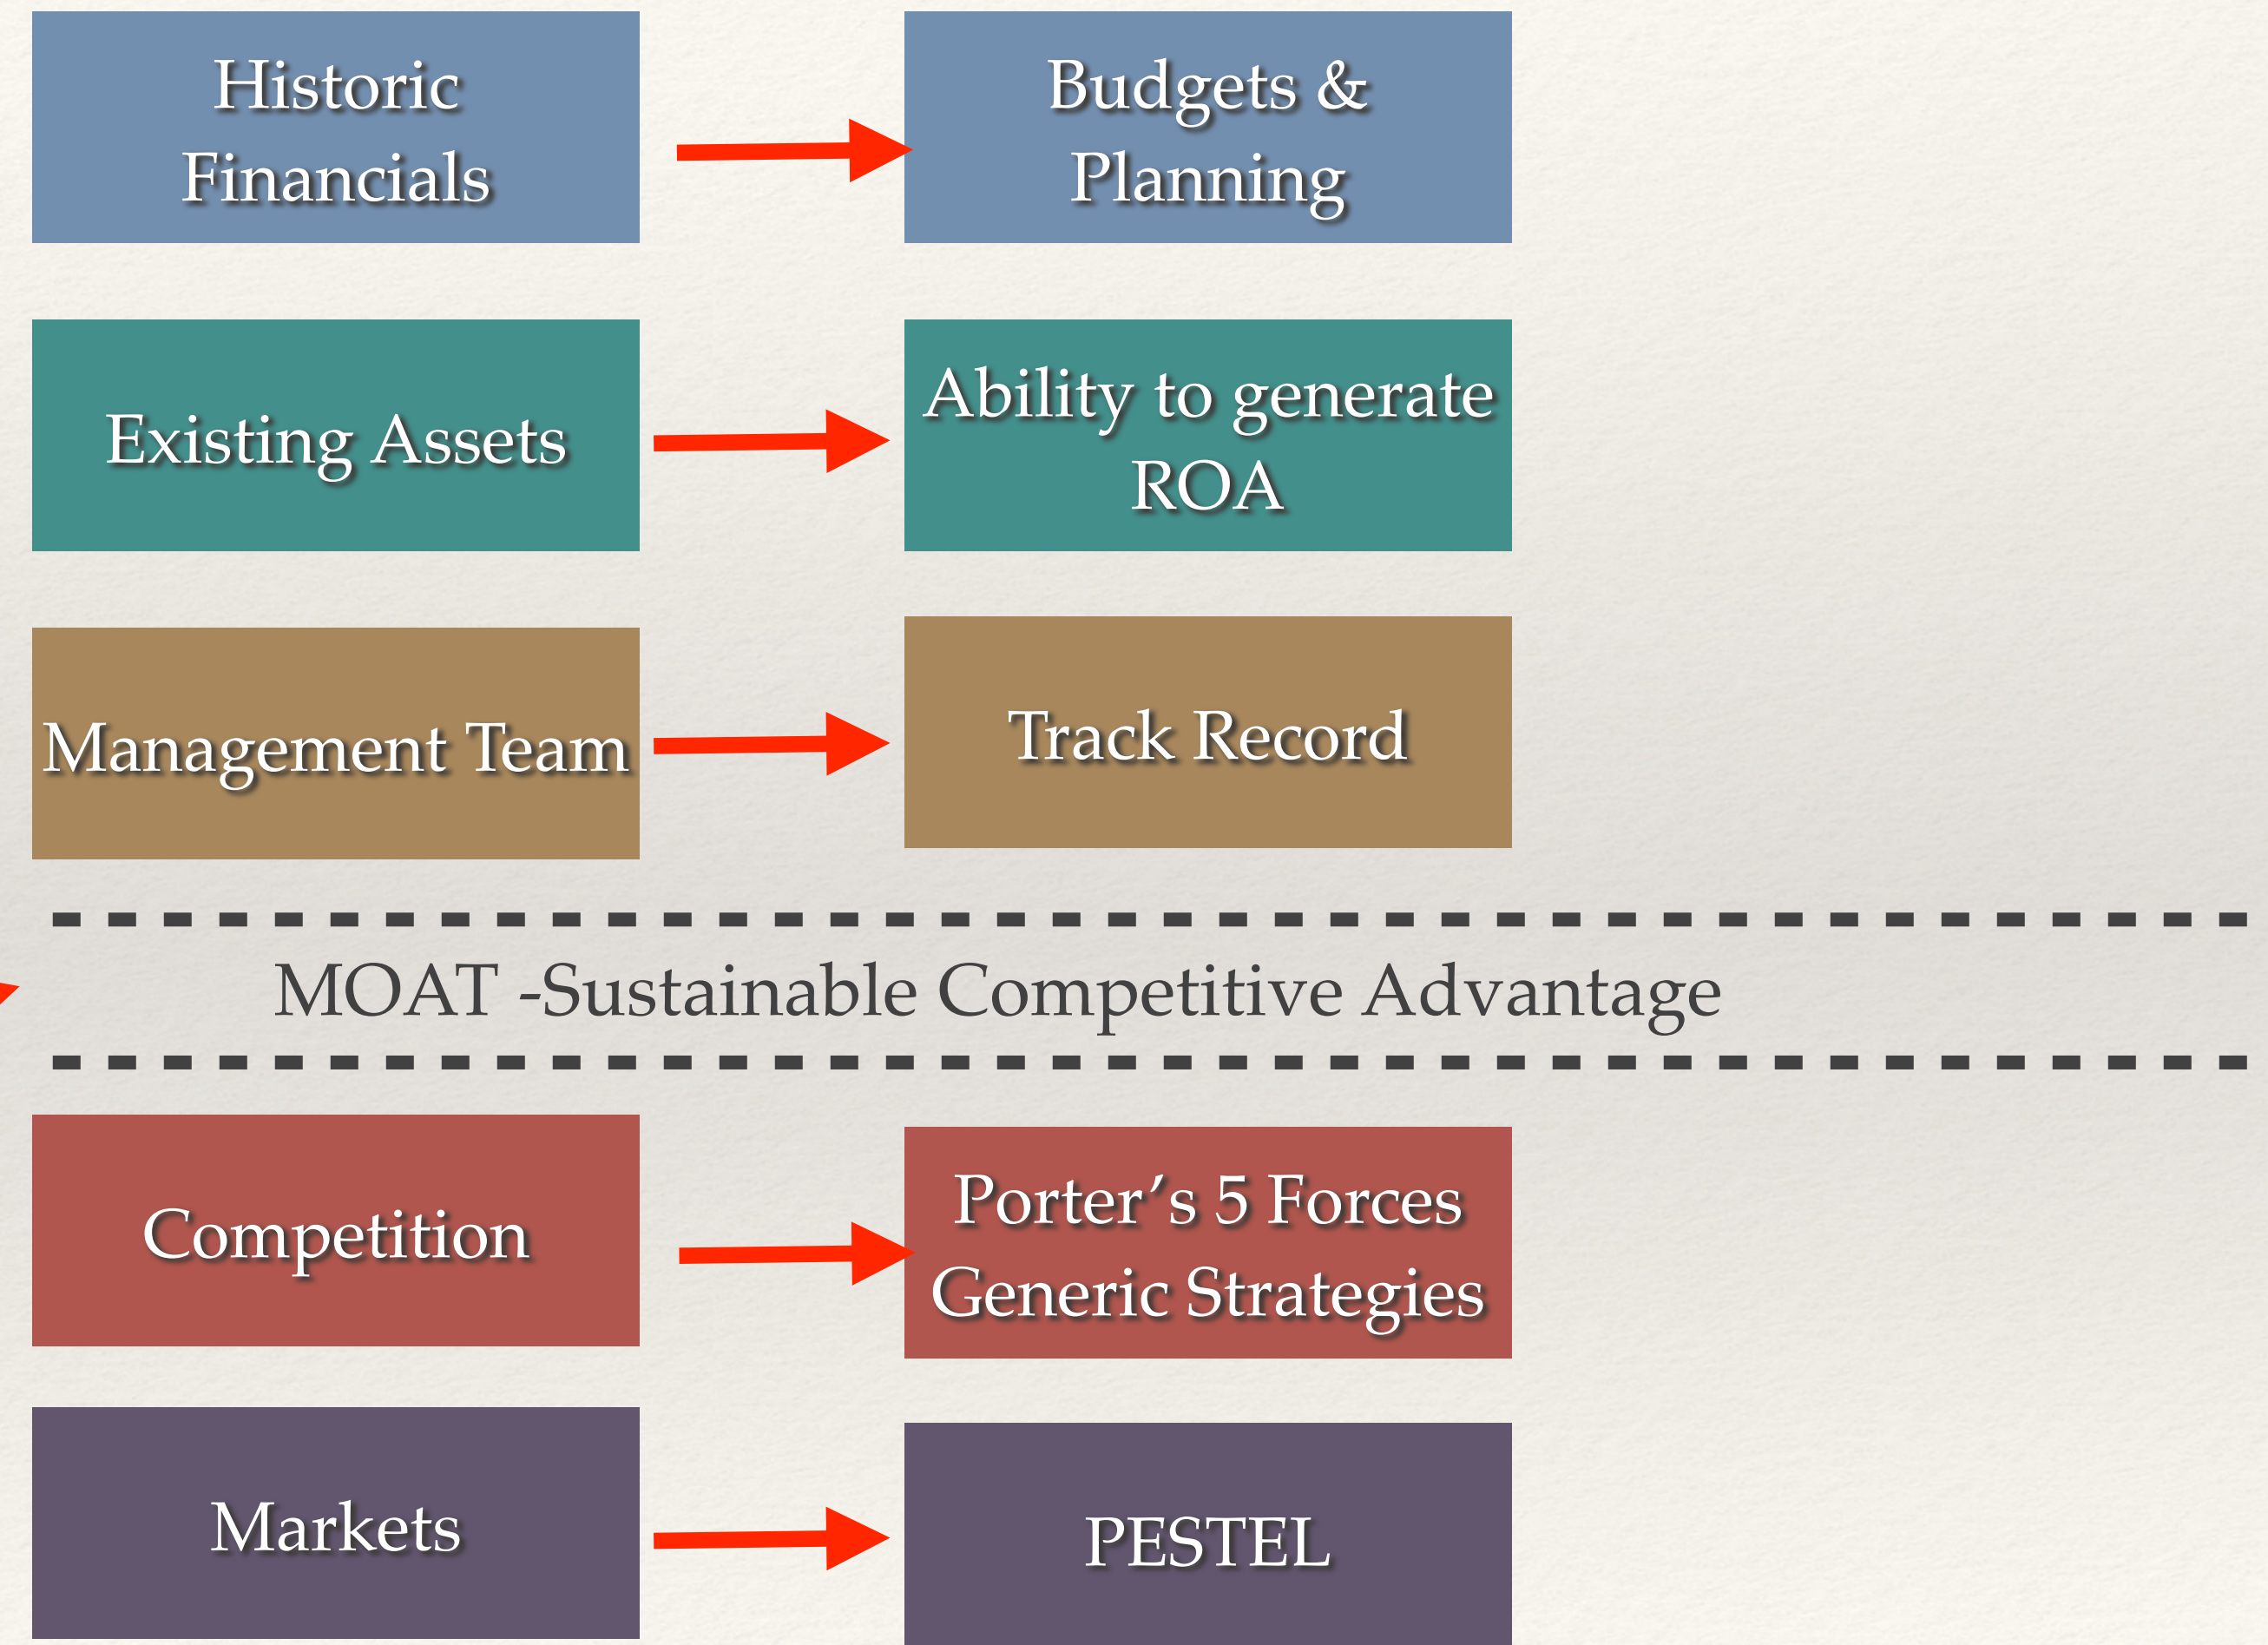 Historic
Financials
Budgets &
Planning
Existing Assets
Ability to generate
ROA
Management Team
Track Record
MOAT -Sustainable Competitive Advantage
Competition
Porter’s 5 Forces
Generic Strategies
Markets
PESTEL